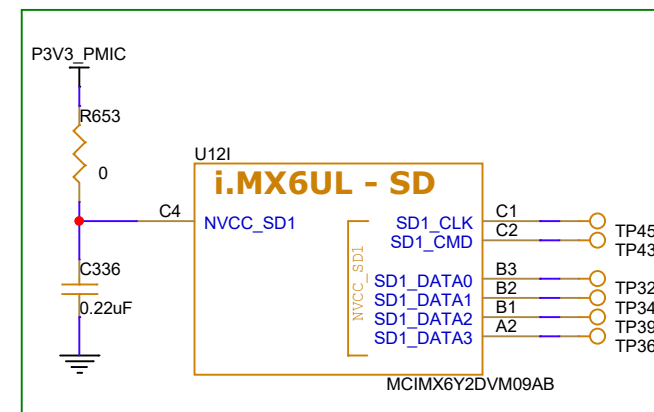 P3V3_PMIC
R653
0
U12I
i.MX6UL - SD
C4
NVCC_SD1
NVCC_SD1
SD1_CLK
C1
TP45
SD1_CMD
C2
TP43
SD1_DATA0
B3
TP32
SD1_DATA1
B2
TP34
SD1_DATA2
B1
TP39
SD1_DATA3
A2
TP36
C336
0.22uF
MCIMX6Y2DVM09AB